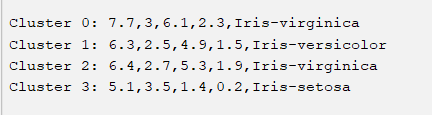 Cluster 0: 7.7,3,6.1,2.3,Iris-virginica
Cluster 1: 6.3,2.5,4.9,1.5,Iris-versicolor
Cluster 2: 6.4,2.7,5.3,1.9,Iris-virginica
Cluster 3: 5.1,3.5,1.4,0.2,Iris-setosa